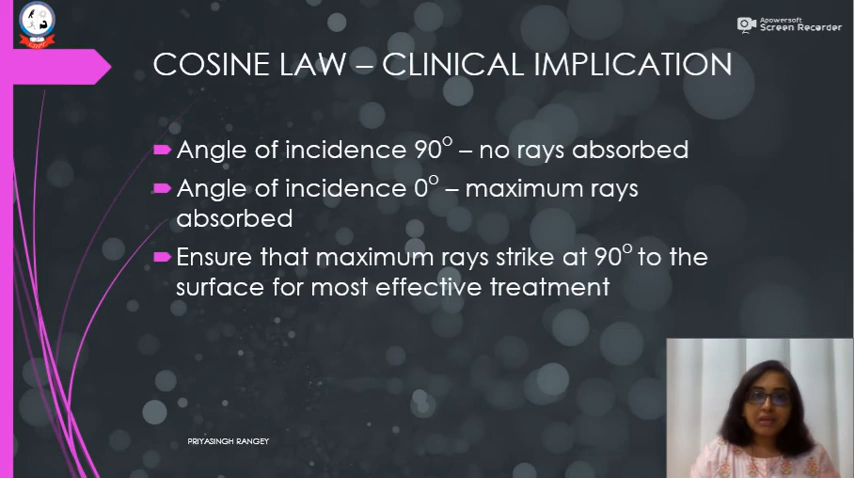 Apowersoft
Screen Recorder
COSINE LAW – CLINICAL IMPLICATION
Angle of incidence 90° – no rays absorbed
Angle of incidence 0° – maximum rays
absorbed
Ensure that maximum rays strike at 90° to the
surface for most effective treatment
PRIYASINGH RANGEY